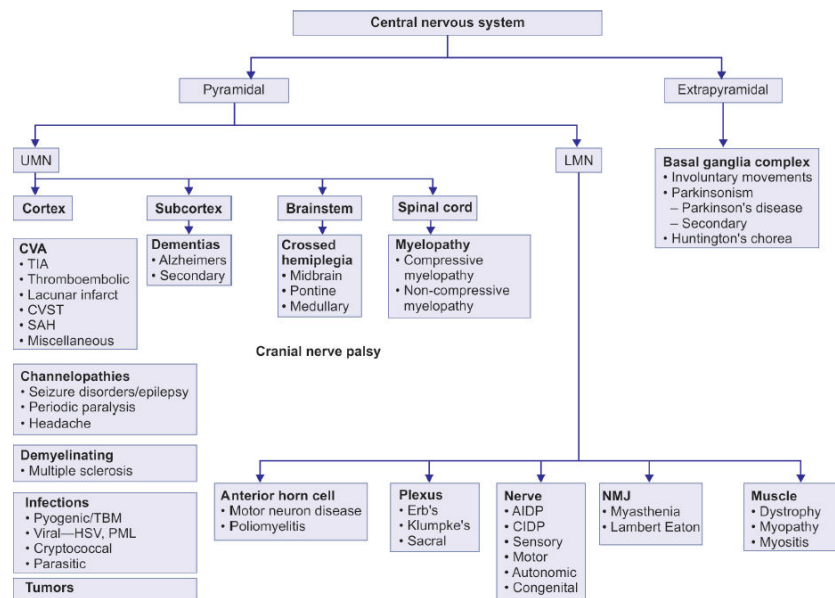 Central nervous system
Pyramidal
Extrapyramidal
UMN
LMN
Basal ganglia complex
• Involuntary movements
• Parkinsonism
– Parkinson's disease
– Secondary
• Huntington's chorea
Cortex
Subcortex
Brainstem
Spinal cord
CVA
• TIA
• Thromboembolic
• Lacunar infarct
• CVST
• SAH
• Miscellaneous
Dementias
• Alzheimers
• Secondary
Crossed
hemiplegia
• Midbrain
• Pontine
• Medullary
Myelopathy
• Compressive
myelopathy
• Non-compressive
myelopathy
Cranial nerve palsy
Channelopathies
• Seizure disorders/epilepsy
• Periodic paralysis
• Headache
Demyelinating
• Multiple sclerosis
Infections
• Pyogenic/TBM
• Viral—HSV, PML
• Cryptococcal
• Parasitic
Tumors
Anterior horn cell
• Motor neuron disease
• Poliomyelitis
Plexus
• Erb's
• Klumpke's
• Sacral
Nerve
• AIDP
• CIDP
• Sensory
• Motor
• Autonomic
• Congenital
NMJ
• Myasthenia
• Lambert Eaton
Muscle
• Dystrophy
• Myopathy
• Myositis